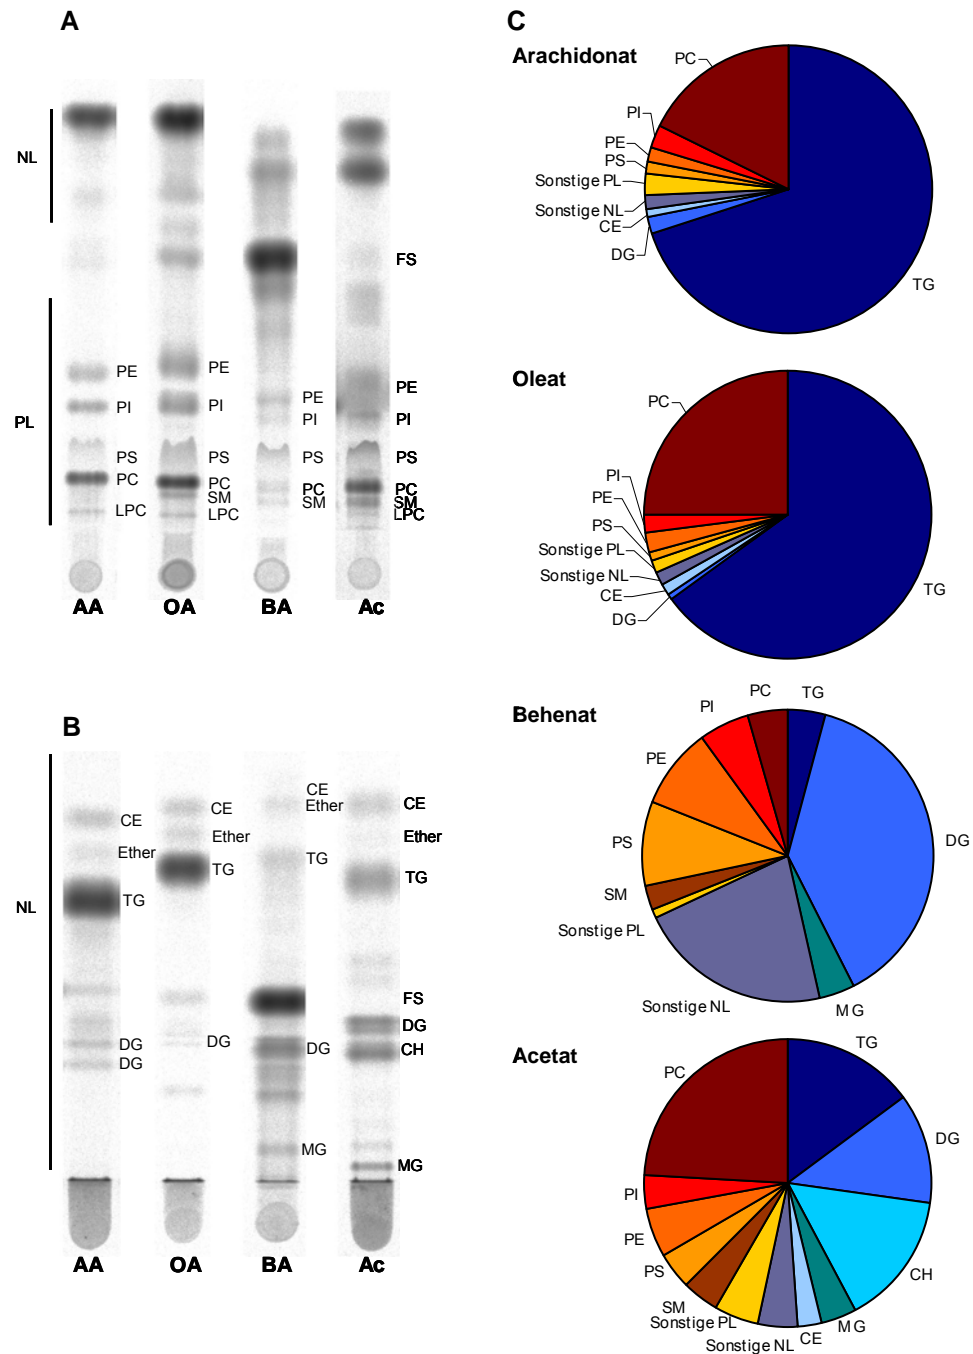 A
NL
PL
FS
PE
PI
PS
PC
LPC
PE
PI
PS
PC
SM
LPC
PE
PI
PS
PC
SM
PE
PI
PS
PC
SM
LPC
AA
OA
BA
Ac
B
NL
CE
Ether
TG
DG
DG
CE
Ether
TG
DG
CE
Ether
TG
DG
MG
CE
Ether
TG
FS
DG
CH
MG
AA
OA
BA
Ac
C
Arachidonat
PC
PI
PE
PS
Sonstige PL
Sonstige NL
CE
DG
TG
Oleat
PC
PI
PE
PS
Sonstige PL
Sonstige NL
CE
DG
TG
Behenat
PI
PC
TG
PE
PS
SM
Sonstige PL
Sonstige NL
MG
DG
Acetat
PC
TG
DG
PI
PE
PS
SM
Sonstige PL
Sonstige NL
CE
MG
CH